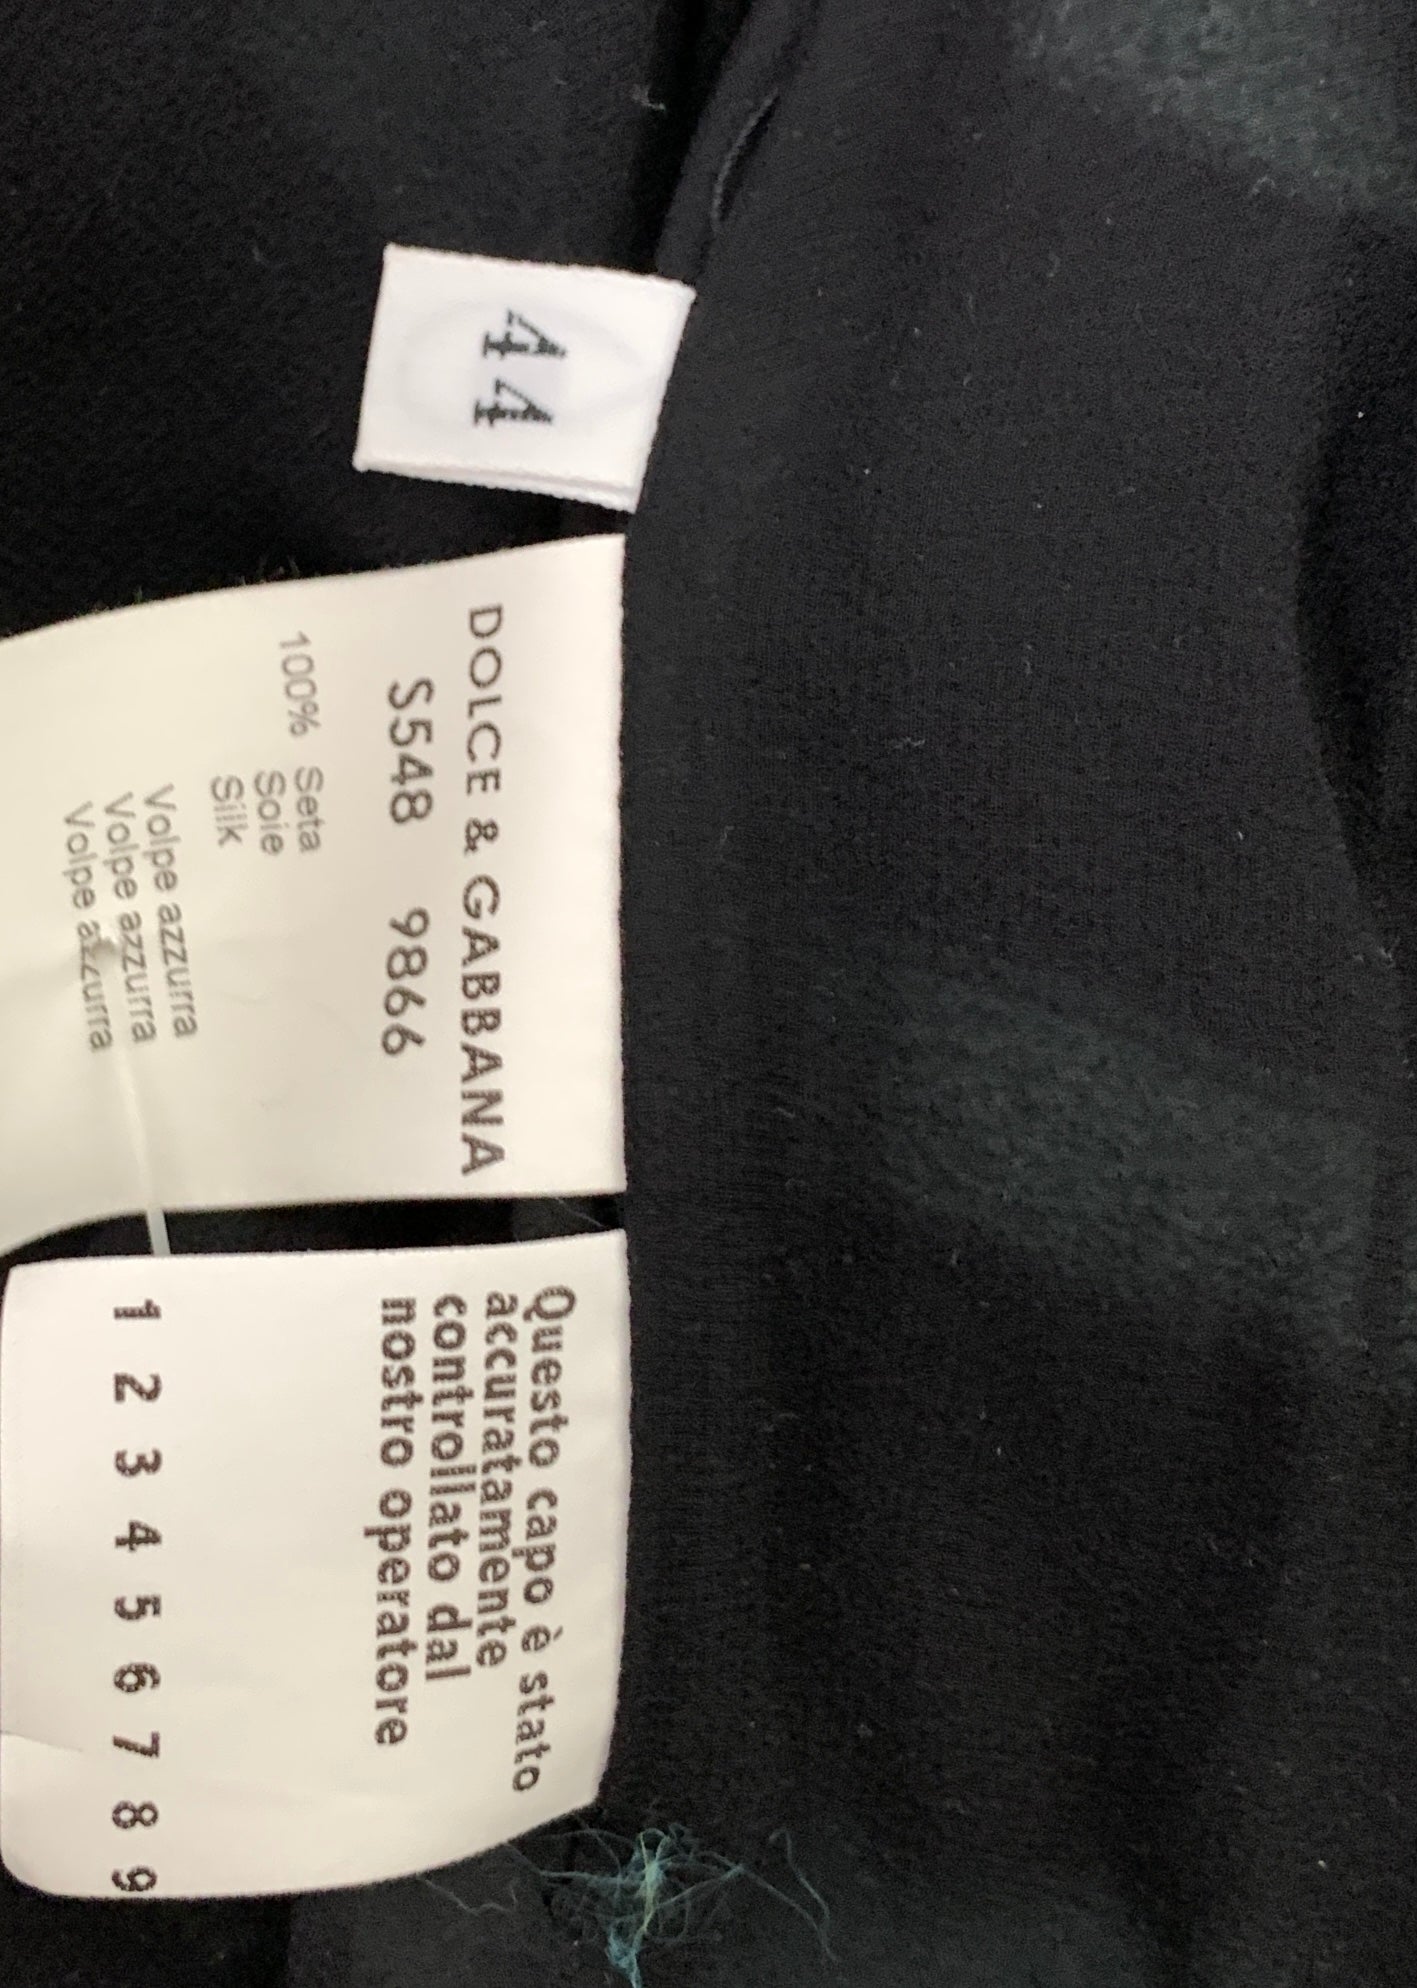 44
DOLCE & GABBANA
S548 9866
100% Seta
Soie
Silk
Volpe azzurra
Volpe azzurra
Volpe azzurra
Questo capo è stato
accuratamente
controllato dal
nostro operatore
1 2 3 4 5 6 7 8 9